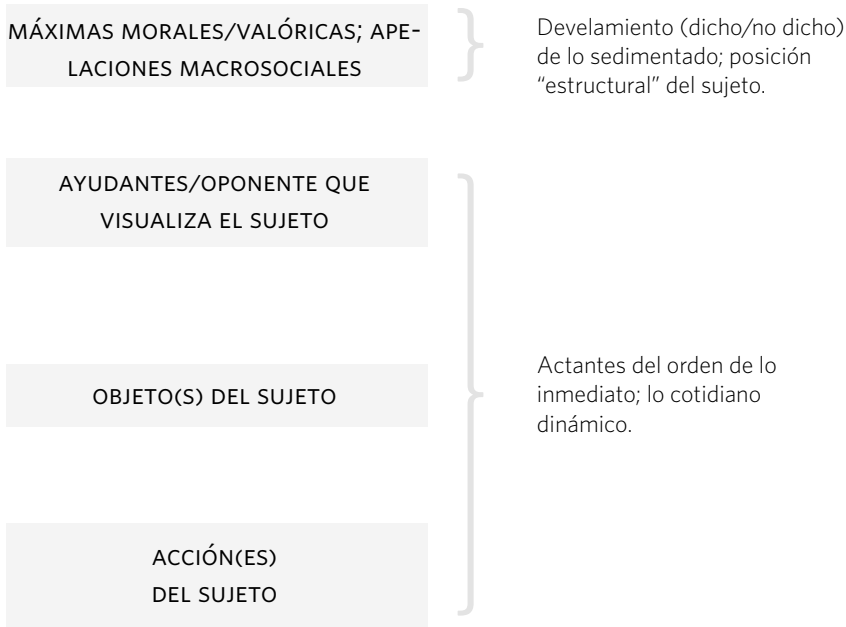 MÁXIMAS MORALES/VALÓRICAS; APE-
LACIONES MACROSOCIALES
Develamiento (dicho/no dicho)
de lo sedimentado; posición
“estructural” del sujeto.
AYUDANTES/OPONENTE QUE
VISUALIZA EL SUJETO
OBJETO(S) DEL SUJETO
Actantes del orden de lo
inmediato; lo cotidiano
dinámico.
ACCIÓN(ES)
DEL SUJETO